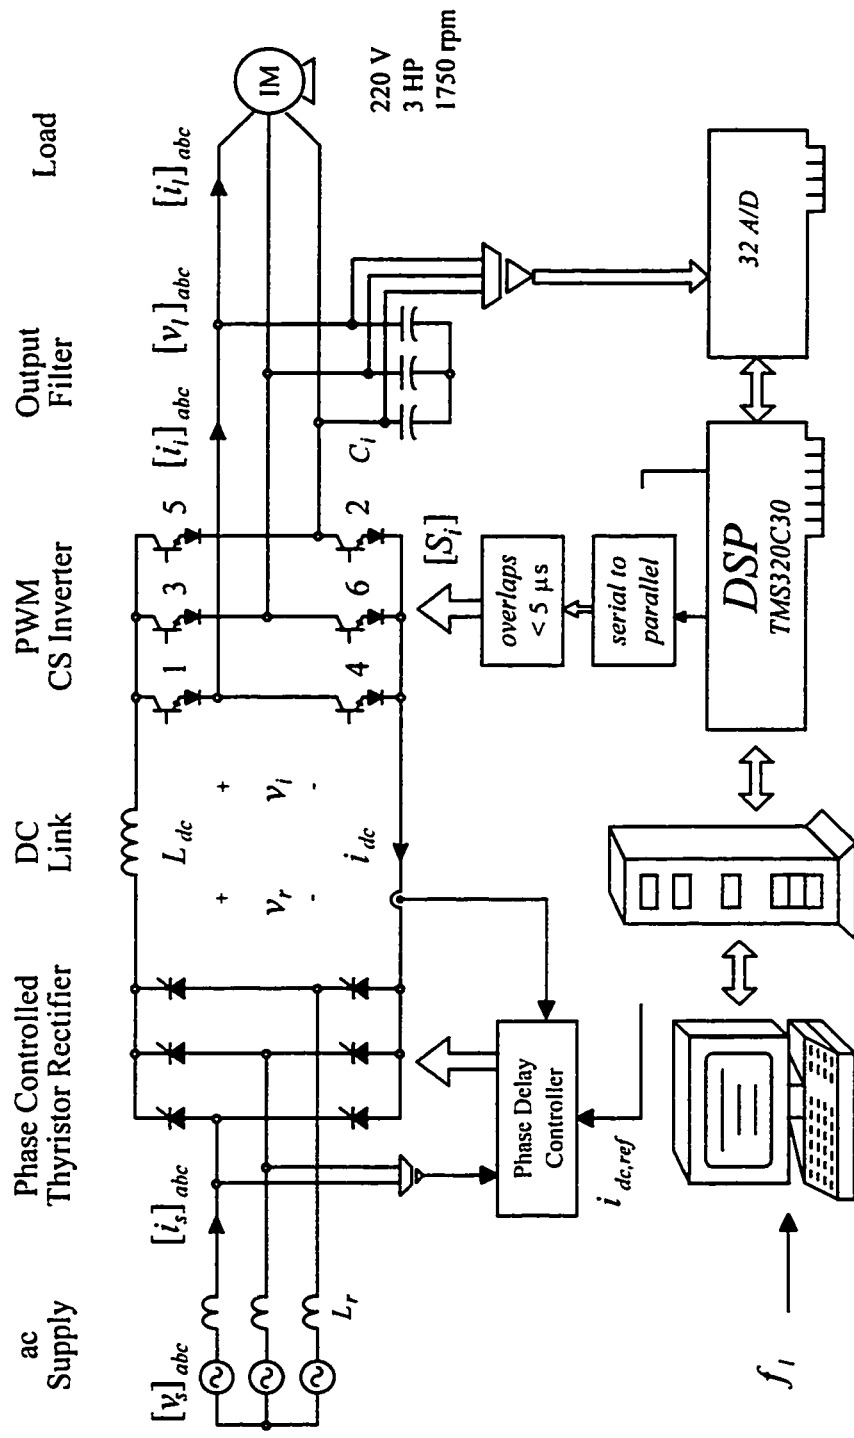 ac
Supply
Phase Controlled
Thyristor Rectifier
DC
Link
PWM
CS Inverter
Output
Filter
Load
[v_s]_abc
[i_s]_abc
L_r
L_dc
+ v_r -
+ v_i -
i_dc
1
3
5
4
6
2
[i_i]_abc
[v_l]_abc
[i_l]_abc
C_i
IM
220 V
3 HP
1750 rpm
Phase Delay
Controller
i_dc,ref
[S_i]
overlaps
< 5 µs
serial to
parallel
DSP
TMS320C30
32 A/D
f_l